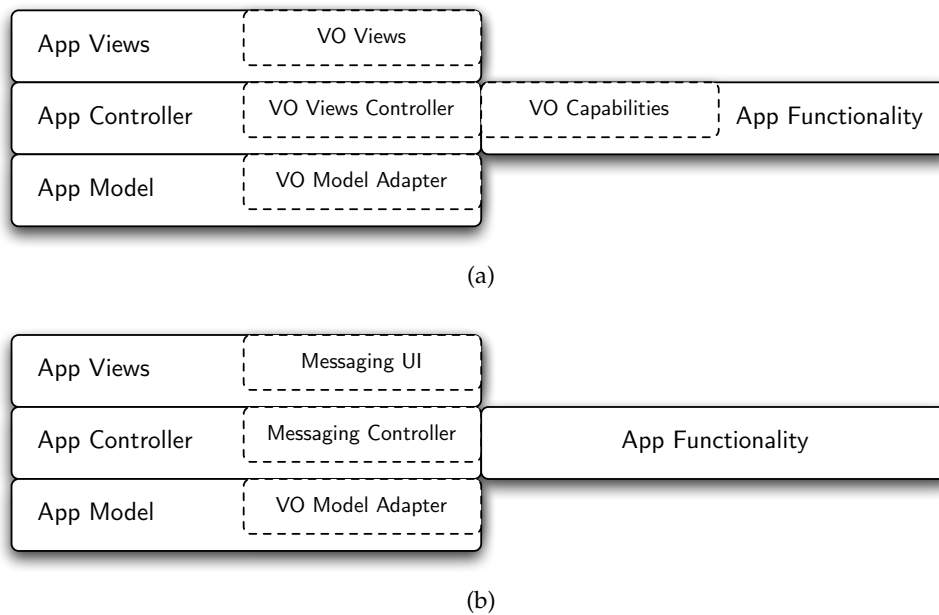 App Views
VO Views
App Controller
VO Views Controller
VO Capabilities
App Functionality
App Model
VO Model Adapter
(a)
App Views
Messaging UI
App Controller
Messaging Controller
App Functionality
App Model
VO Model Adapter
(b)